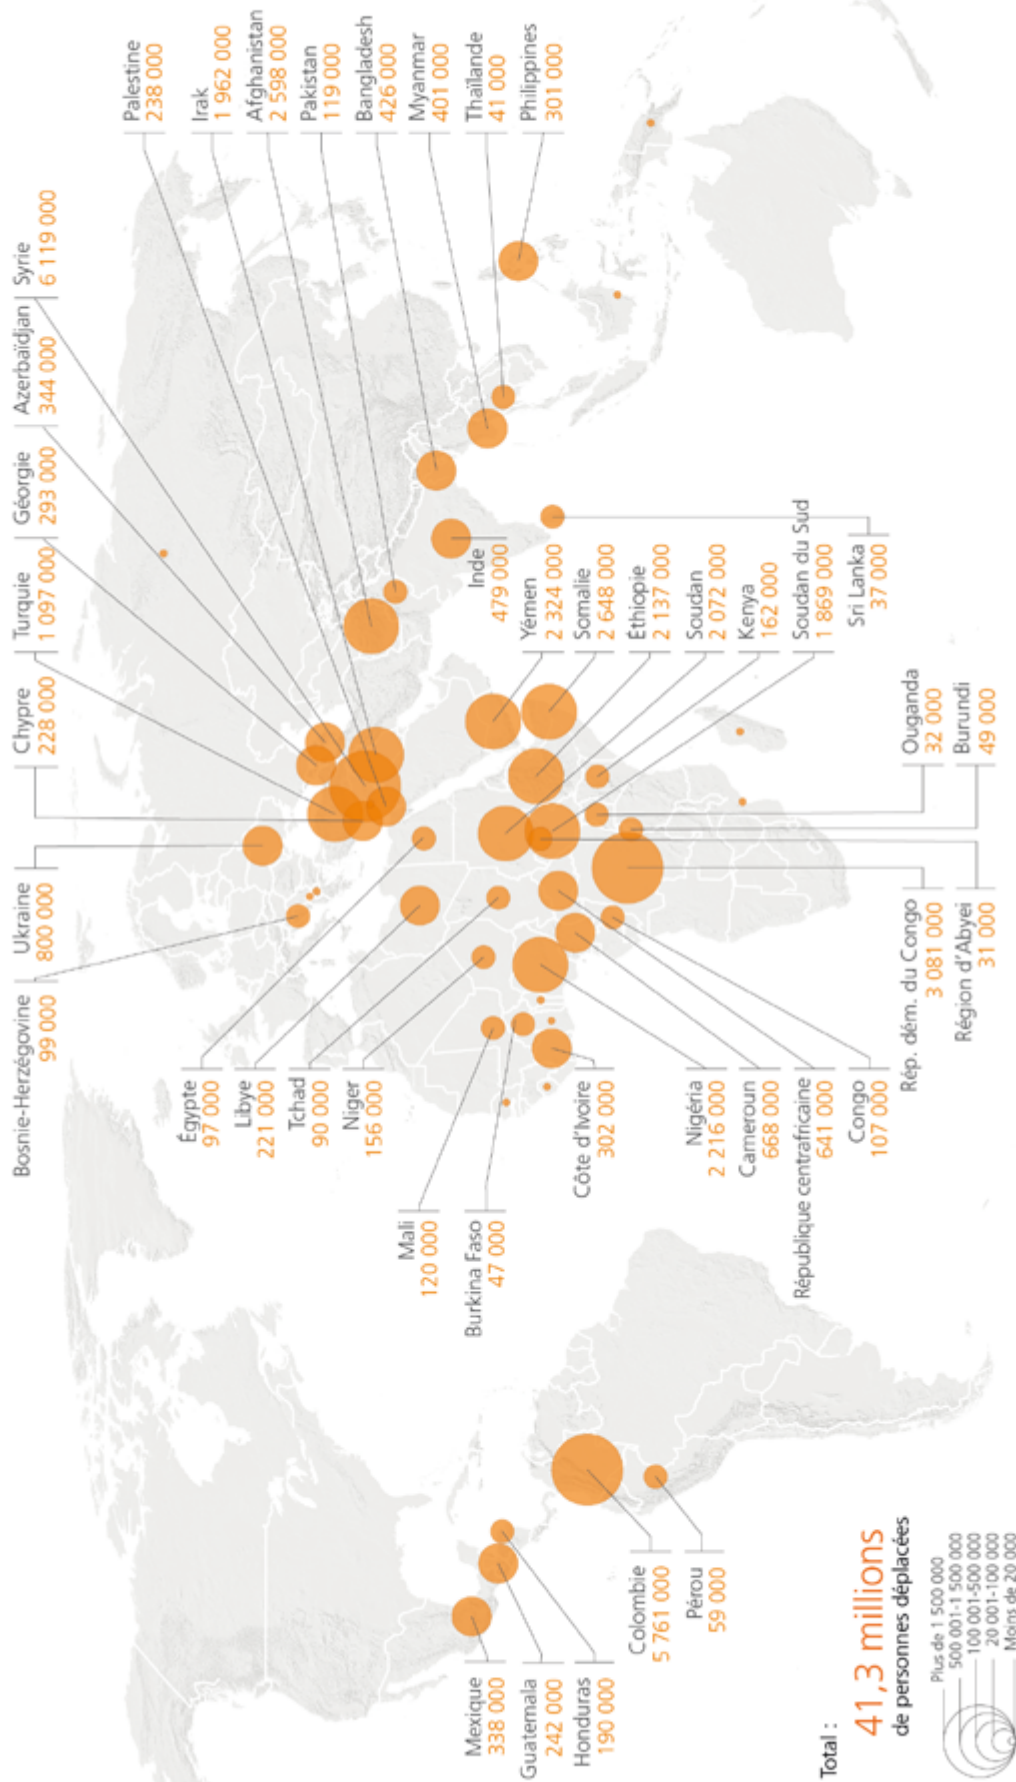 Bosnie-Herzégovine
99 000
Ukraine
800 000
Chypre
228 000
Turquie
1 097 000
Géorgie
293 000
Azerbaïdjan
344 000
Syrie
6 119 000
Palestine
238 000
Irak
1 962 000
Afghanistan
2 598 000
Pakistan
119 000
Bangladesh
426 000
Myanmar
401 000
Thaïlande
41 000
Philippines
301 000
Égypte
97 000
Libye
221 000
Tchad
90 000
Niger
156 000
Mali
120 000
Burkina Faso
47 000
Côte d'Ivoire
302 000
Nigéria
2 216 000
Cameroun
668 000
République centrafricaine
641 000
Congo
107 000
Rép. dém. du Congo
3 081 000
Région d'Abyei
31 000
Ouganda
32 000
Burundi
49 000
Inde
479 000
Yémen
2 324 000
Somalie
2 648 000
Éthiopie
2 137 000
Soudan
2 072 000
Kenya
162 000
Soudan du Sud
1 869 000
Sri Lanka
37 000
Mexique
338 000
Guatemala
242 000
Honduras
190 000
Colombie
5 761 000
Pérou
59 000
Total :
41,3 millions
de personnes déplacées
Plus de 1 500 000
500 001-1 500 000
100 001-500 000
20 001-100 000
Moins de 20 000